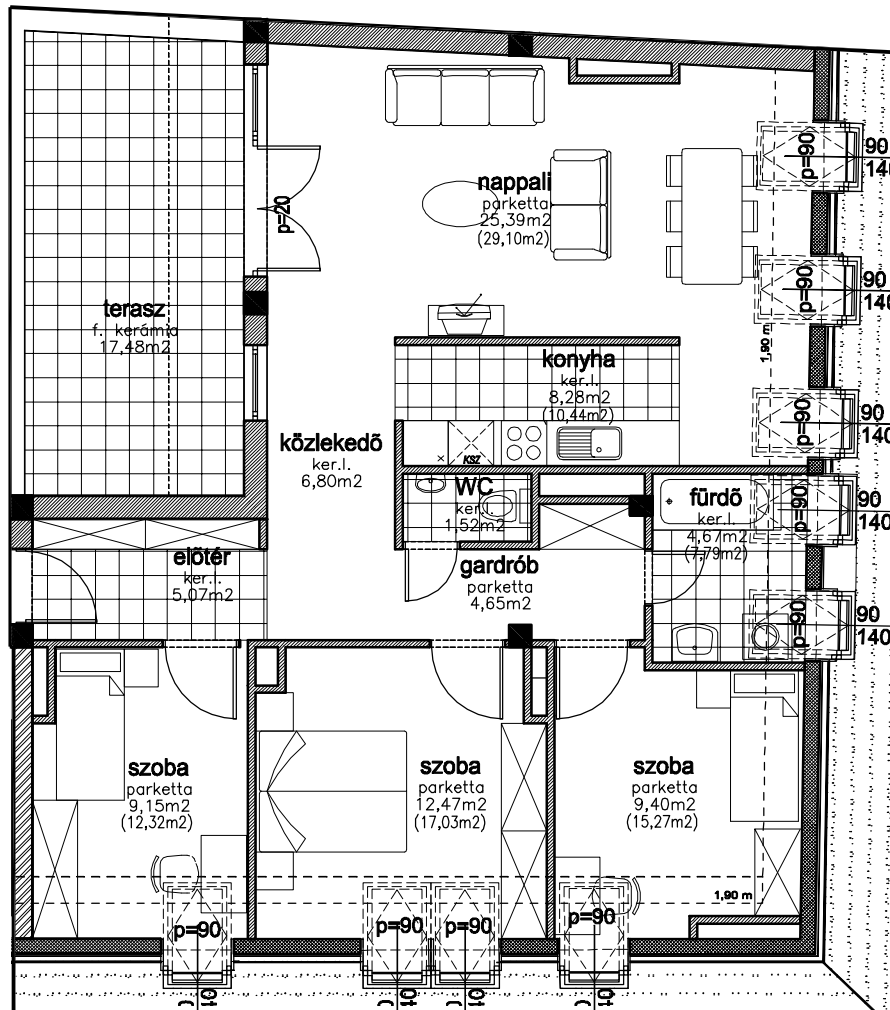 nappali
parketta
25,39m2
(29,10m2)
p=20
p=90
90
140
p=90
90
140
p=90
90
140
1,90 m
terasz
f. kerámia
17,48m2
konyha
ker.l.
8,28m2
(10,44m2)
közlekedő
ker.l.
6,80m2
KSZ
WC
ker.l.
1,52m2
fürdő
ker.l.
4,67m2
(7,79m2)
p=90
90
140
előtér
ker.l.
5,07m2
gardrób
parketta
4,65m2
p=90
90
140
szoba
parketta
9,15m2
(12,32m2)
szoba
parketta
12,47m2
(17,03m2)
szoba
parketta
9,40m2
(15,27m2)
1,90 m
p=90
p=90
p=90
p=90